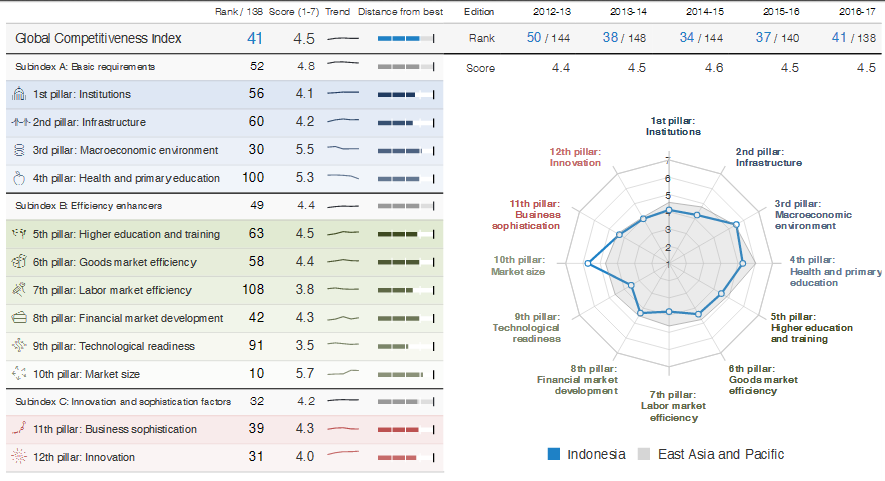 Rank / 138 Score (1-7) Trend Distance from best
Global Competitiveness Index 41 4.5
Subindex A: Basic requirements 52 4.8
1st pillar: Institutions 56 4.1
2nd pillar: Infrastructure 60 4.2
3rd pillar: Macroeconomic environment 30 5.5
4th pillar: Health and primary education 100 5.3
Subindex B: Efficiency enhancers 49 4.4
5th pillar: Higher education and training 63 4.5
6th pillar: Goods market efficiency 58 4.4
7th pillar: Labor market efficiency 108 3.8
8th pillar: Financial market development 42 4.3
9th pillar: Technological readiness 91 3.5
10th pillar: Market size 10 5.7
Subindex C: Innovation and sophistication factors 32 4.2
11th pillar: Business sophistication 39 4.3
12th pillar: Innovation 31 4.0
Edition 2012-13 2013-14 2014-15 2015-16 2016-17
Rank 50 / 144 38 / 148 34 / 144 37 / 140 41 / 138
Score 4.4 4.5 4.6 4.5 4.5
1st pillar:
Institutions
2nd pillar:
Infrastructure
3rd pillar:
Macroeconomic
environment
4th pillar:
Health and primary
education
5th pillar:
Higher education
and training
6th pillar:
Goods market
efficiency
7th pillar:
Labor market
efficiency
8th pillar:
Financial market
development
9th pillar:
Technological
readiness
10th pillar:
Market size
11th pillar:
Business
sophistication
12th pillar:
Innovation
7
6
5
4
3
2
1
Indonesia East Asia and Pacific